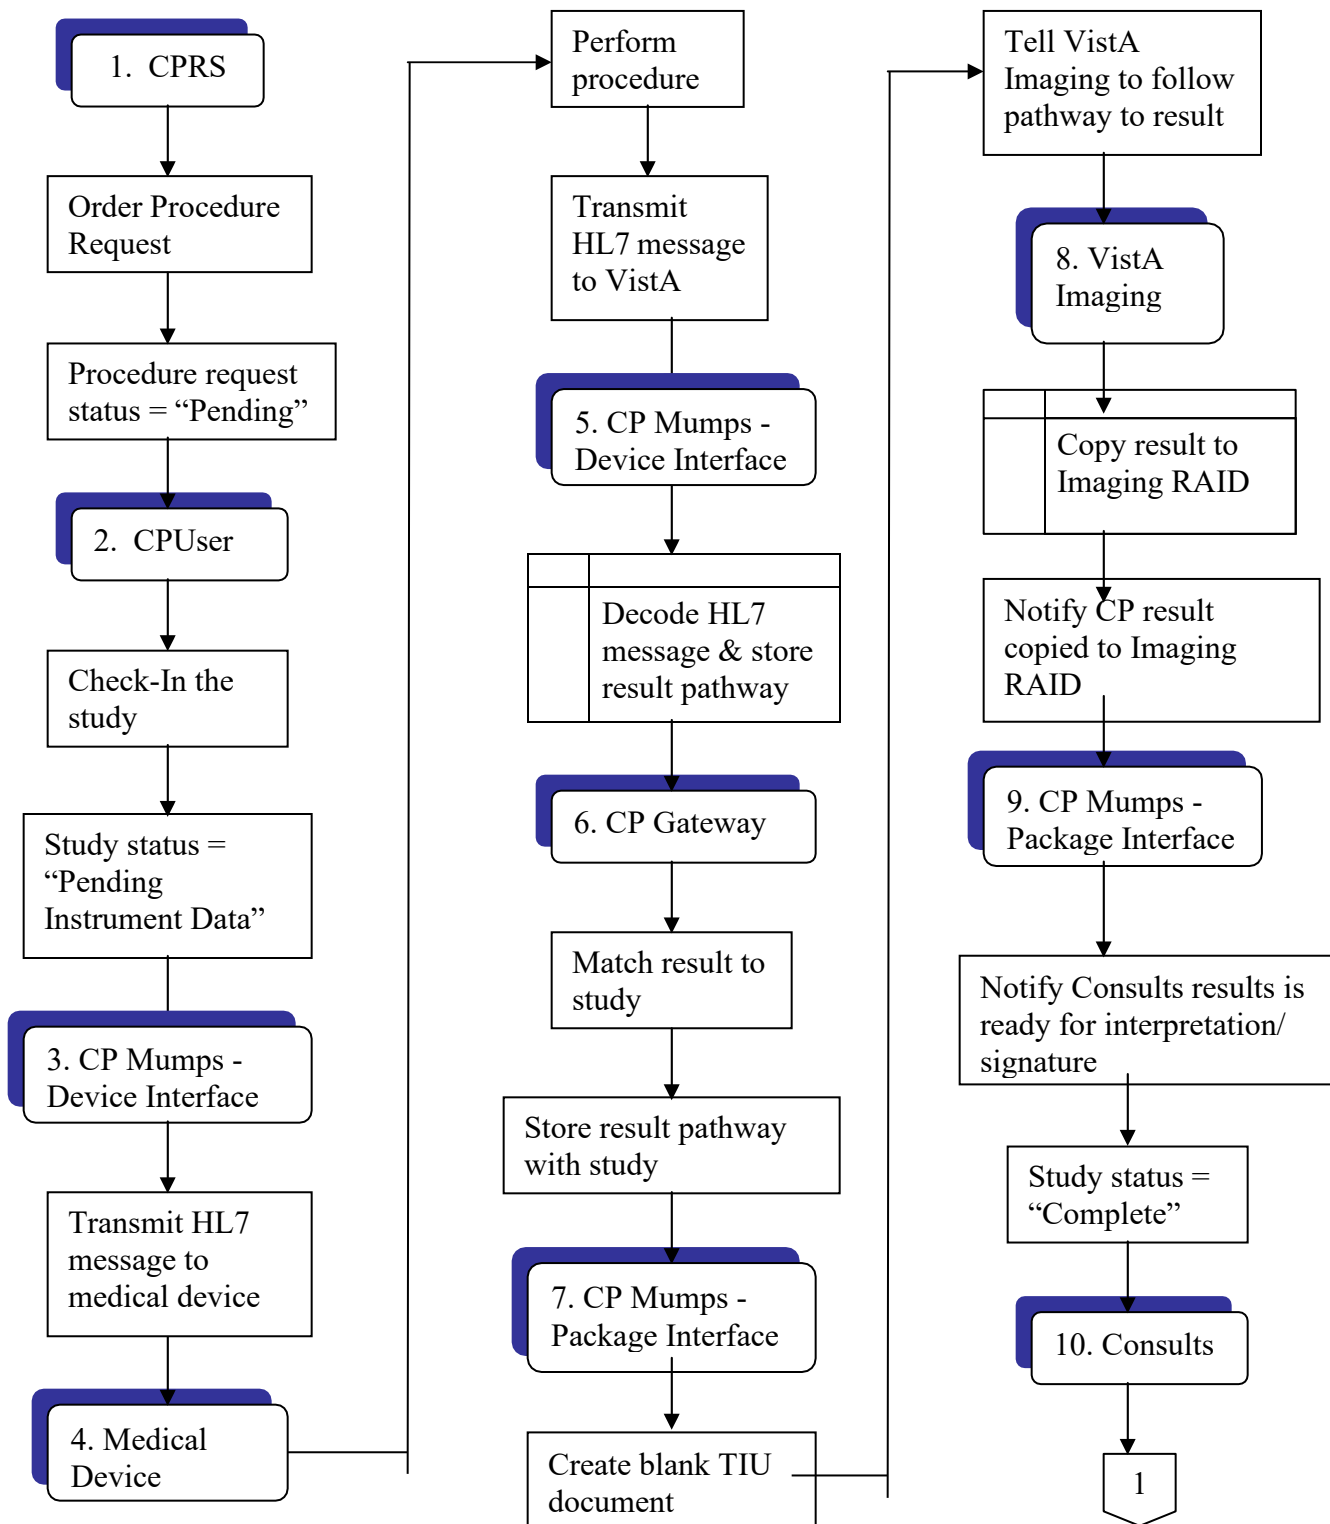 1. CPRS
Order Procedure
Request
Procedure request
status = “Pending”
2. CPUser
Check-In the
study
Study status =
“Pending
Instrument Data”
3. CP Mumps -
Device Interface
Transmit HL7
message to
medical device
4. Medical
Device
Perform
procedure
Transmit
HL7 message
to VistA
5. CP Mumps -
Device Interface
Decode HL7
message & store
result pathway
6. CP Gateway
Match result to
study
Store result pathway
with study
7. CP Mumps -
Package Interface
Create blank TIU
document
Tell VistA
Imaging to follow
pathway to result
8. VistA
Imaging
Copy result to
Imaging RAID
Notify CP result
copied to Imaging
RAID
9. CP Mumps -
Package Interface
Notify Consults results is
ready for interpretation/
signature
Study status =
“Complete”
10. Consults
1